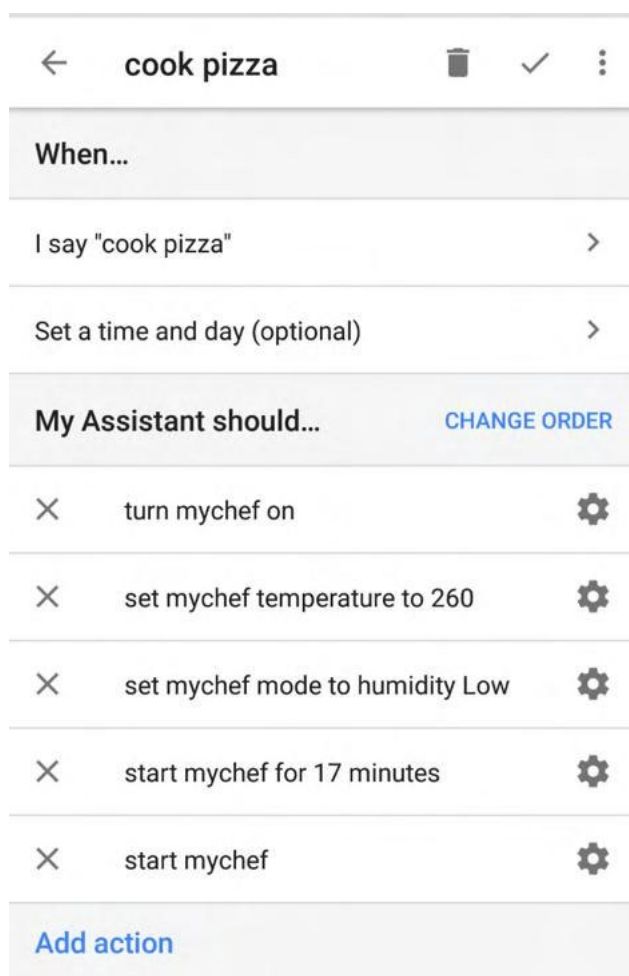 cook pizza
When...
I say "cook pizza"
Set a time and day (optional)
My Assistant should...
CHANGE ORDER
turn mychef on
set mychef temperature to 260
set mychef mode to humidity Low
start mychef for 17 minutes
start mychef
Add action